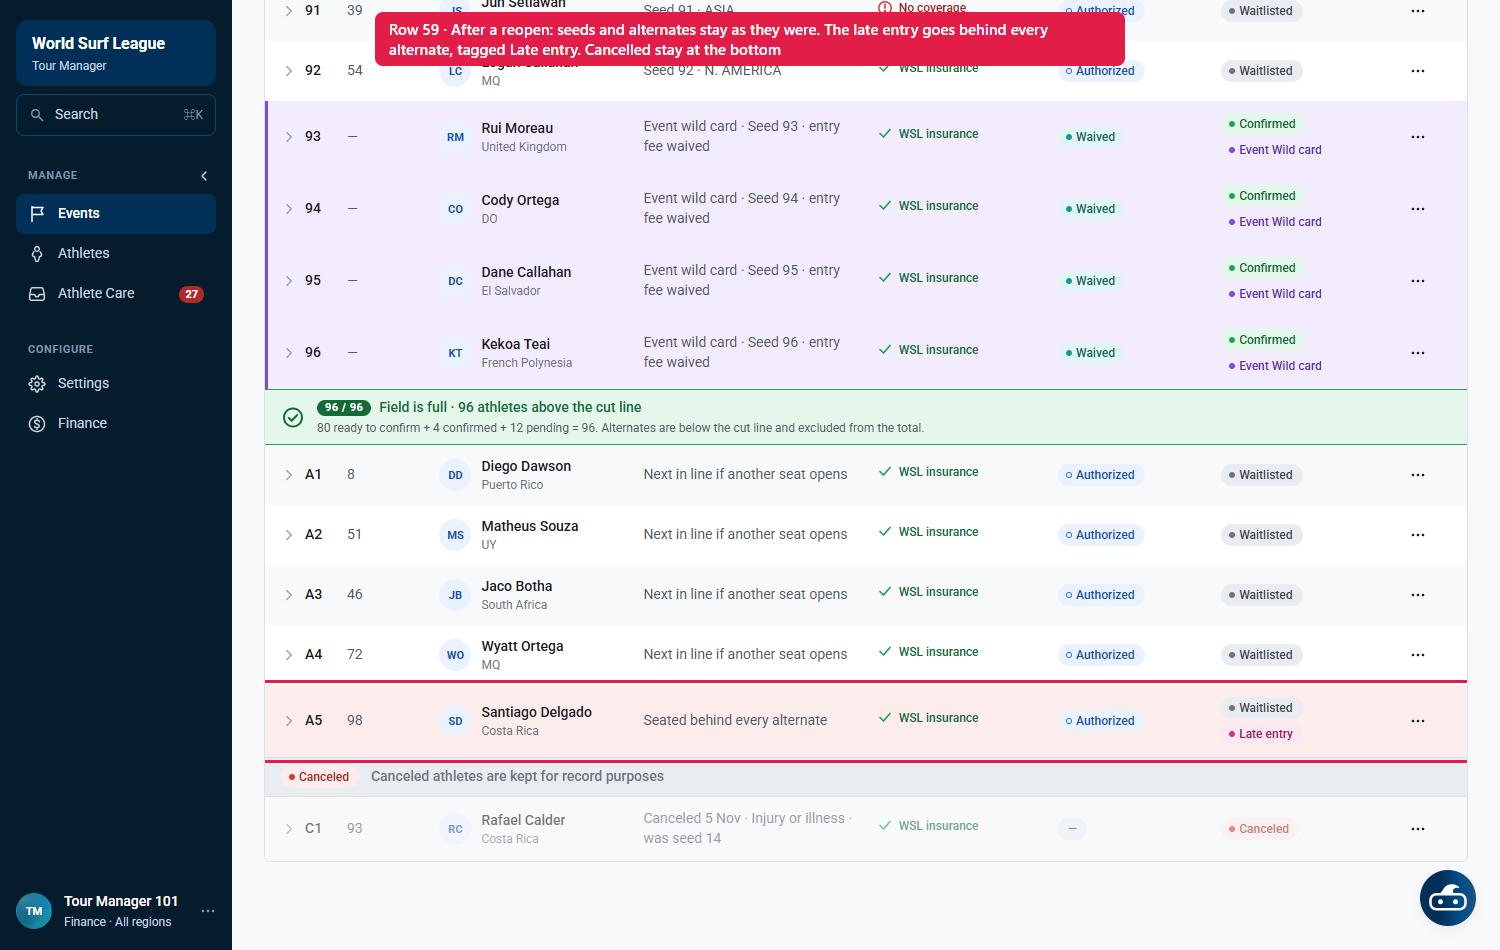 World Surf League
Tour Manager
Search ⌘K
MANAGE
Events
Athletes
Athlete Care 27
CONFIGURE
Settings
Finance
TM Tour Manager 101
Finance · All regions
Row 59 · After a reopen: seeds and alternates stay as they were. The late entry goes behind every
alternate, tagged Late entry. Cancelled stay at the bottom
91 39 JS Jun Setiawan Seed 91 · ASIA No coverage Authorized Waitlisted
92 54 LC Seed 92 · N. AMERICA WSL insurance Authorized Waitlisted
MQ
93 — RM Rui Moreau Event wild card · Seed 93 · entry WSL insurance Waived Confirmed
United Kingdom fee waived Event Wild card
94 — CO Cody Ortega Event wild card · Seed 94 · entry WSL insurance Waived Confirmed
DO fee waived Event Wild card
95 — DC Dane Callahan Event wild card · Seed 95 · entry WSL insurance Waived Confirmed
El Salvador fee waived Event Wild card
96 — KT Kekoa Teai Event wild card · Seed 96 · entry WSL insurance Waived Confirmed
French Polynesia fee waived Event Wild card
96 / 96 Field is full · 96 athletes above the cut line
80 ready to confirm + 4 confirmed + 12 pending = 96. Alternates are below the cut line and excluded from the total.
A1 8 DD Diego Dawson Next in line if another seat opens WSL insurance Authorized Waitlisted
Puerto Rico
A2 51 MS Matheus Souza Next in line if another seat opens WSL insurance Authorized Waitlisted
UY
A3 46 JB Jaco Botha Next in line if another seat opens WSL insurance Authorized Waitlisted
South Africa
A4 72 WO Wyatt Ortega Next in line if another seat opens WSL insurance Authorized Waitlisted
MQ
A5 98 SD Santiago Delgado Seated behind every alternate WSL insurance Authorized Waitlisted
Costa Rica Late entry
Canceled Canceled athletes are kept for record purposes
C1 93 RC Rafael Calder Canceled 5 Nov · Injury or illness · WSL insurance — Canceled
Costa Rica was seed 14